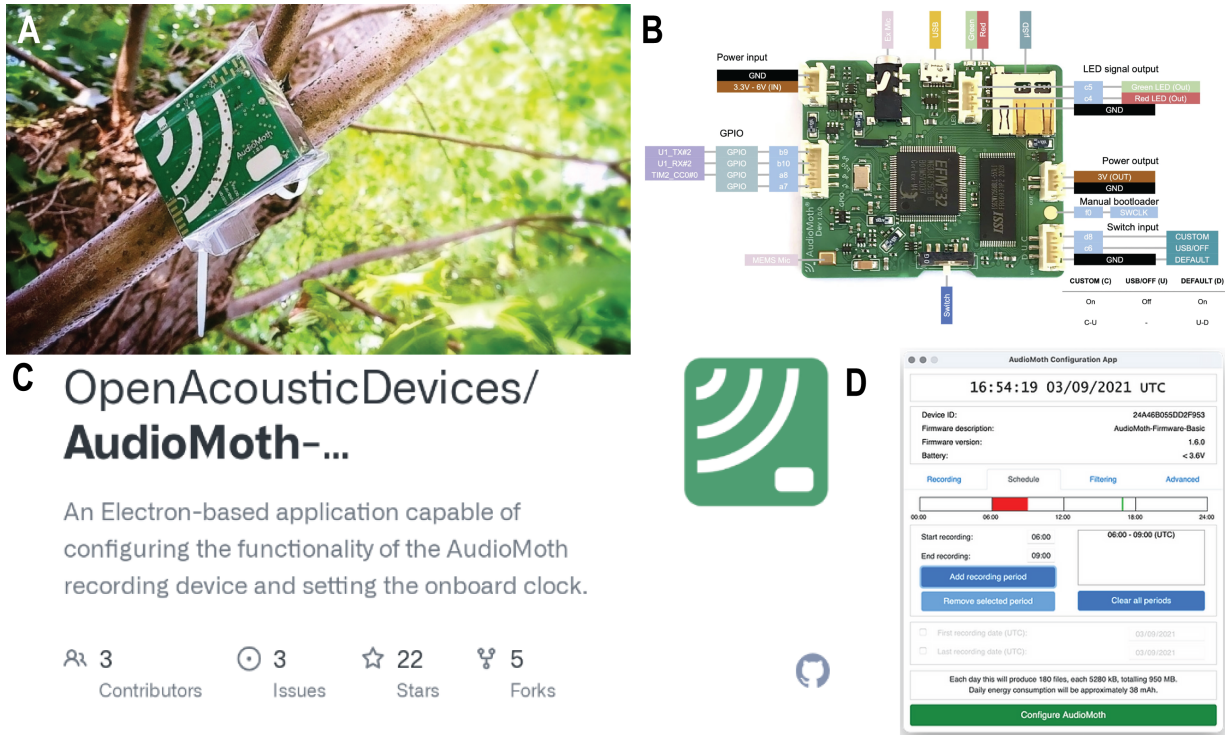 A
AudioMoth
B
Ex Mic
USB
Green
Red
µSD
Power input
GND
3.3V - 6V (IN)
GPIO
U1_TX#2 GPIO b9
U1_RX#2 GPIO b10
TIM2_CC0#0 GPIO a8
GPIO a7
MEMS Mic
Switch
EFM®32
ISSI
AudioMoth
Dev 1.0.0
LED signal output
c5 Green LED (Out)
c4 Red LED (Out)
GND
Power output
3V (OUT)
GND
Manual bootloader
f0 SWCLK
Switch input
d8 CUSTOM
c6 USB/OFF
GND DEFAULT
CUSTOM (C) USB/OFF (U) DEFAULT (D)
On Off On
C-U - U-D
C
OpenAcousticDevices/
AudioMoth-...
An Electron-based application capable of
configuring the functionality of the AudioMoth
recording device and setting the onboard clock.
3 3 22 5
Contributors Issues Stars Forks
D
AudioMoth Configuration App
16:54:19 03/09/2021 UTC
Device ID: 24A46B055DD2F953
Firmware description: AudioMoth-Firmware-Basic
Firmware version: 1.6.0
Battery: < 3.6V
Recording Schedule Filtering Advanced
00:00 06:00 12:00 18:00 24:00
Start recording: 06:00
End recording: 09:00
06:00 - 09:00 (UTC)
Add recording period
Remove selected period
Clear all periods
First recording date (UTC): 03/09/2021
Last recording date (UTC): 03/09/2021
Each day this will produce 180 files, each 5280 kB, totalling 950 MB.
Daily energy consumption will be approximately 38 mAh.
Configure AudioMoth